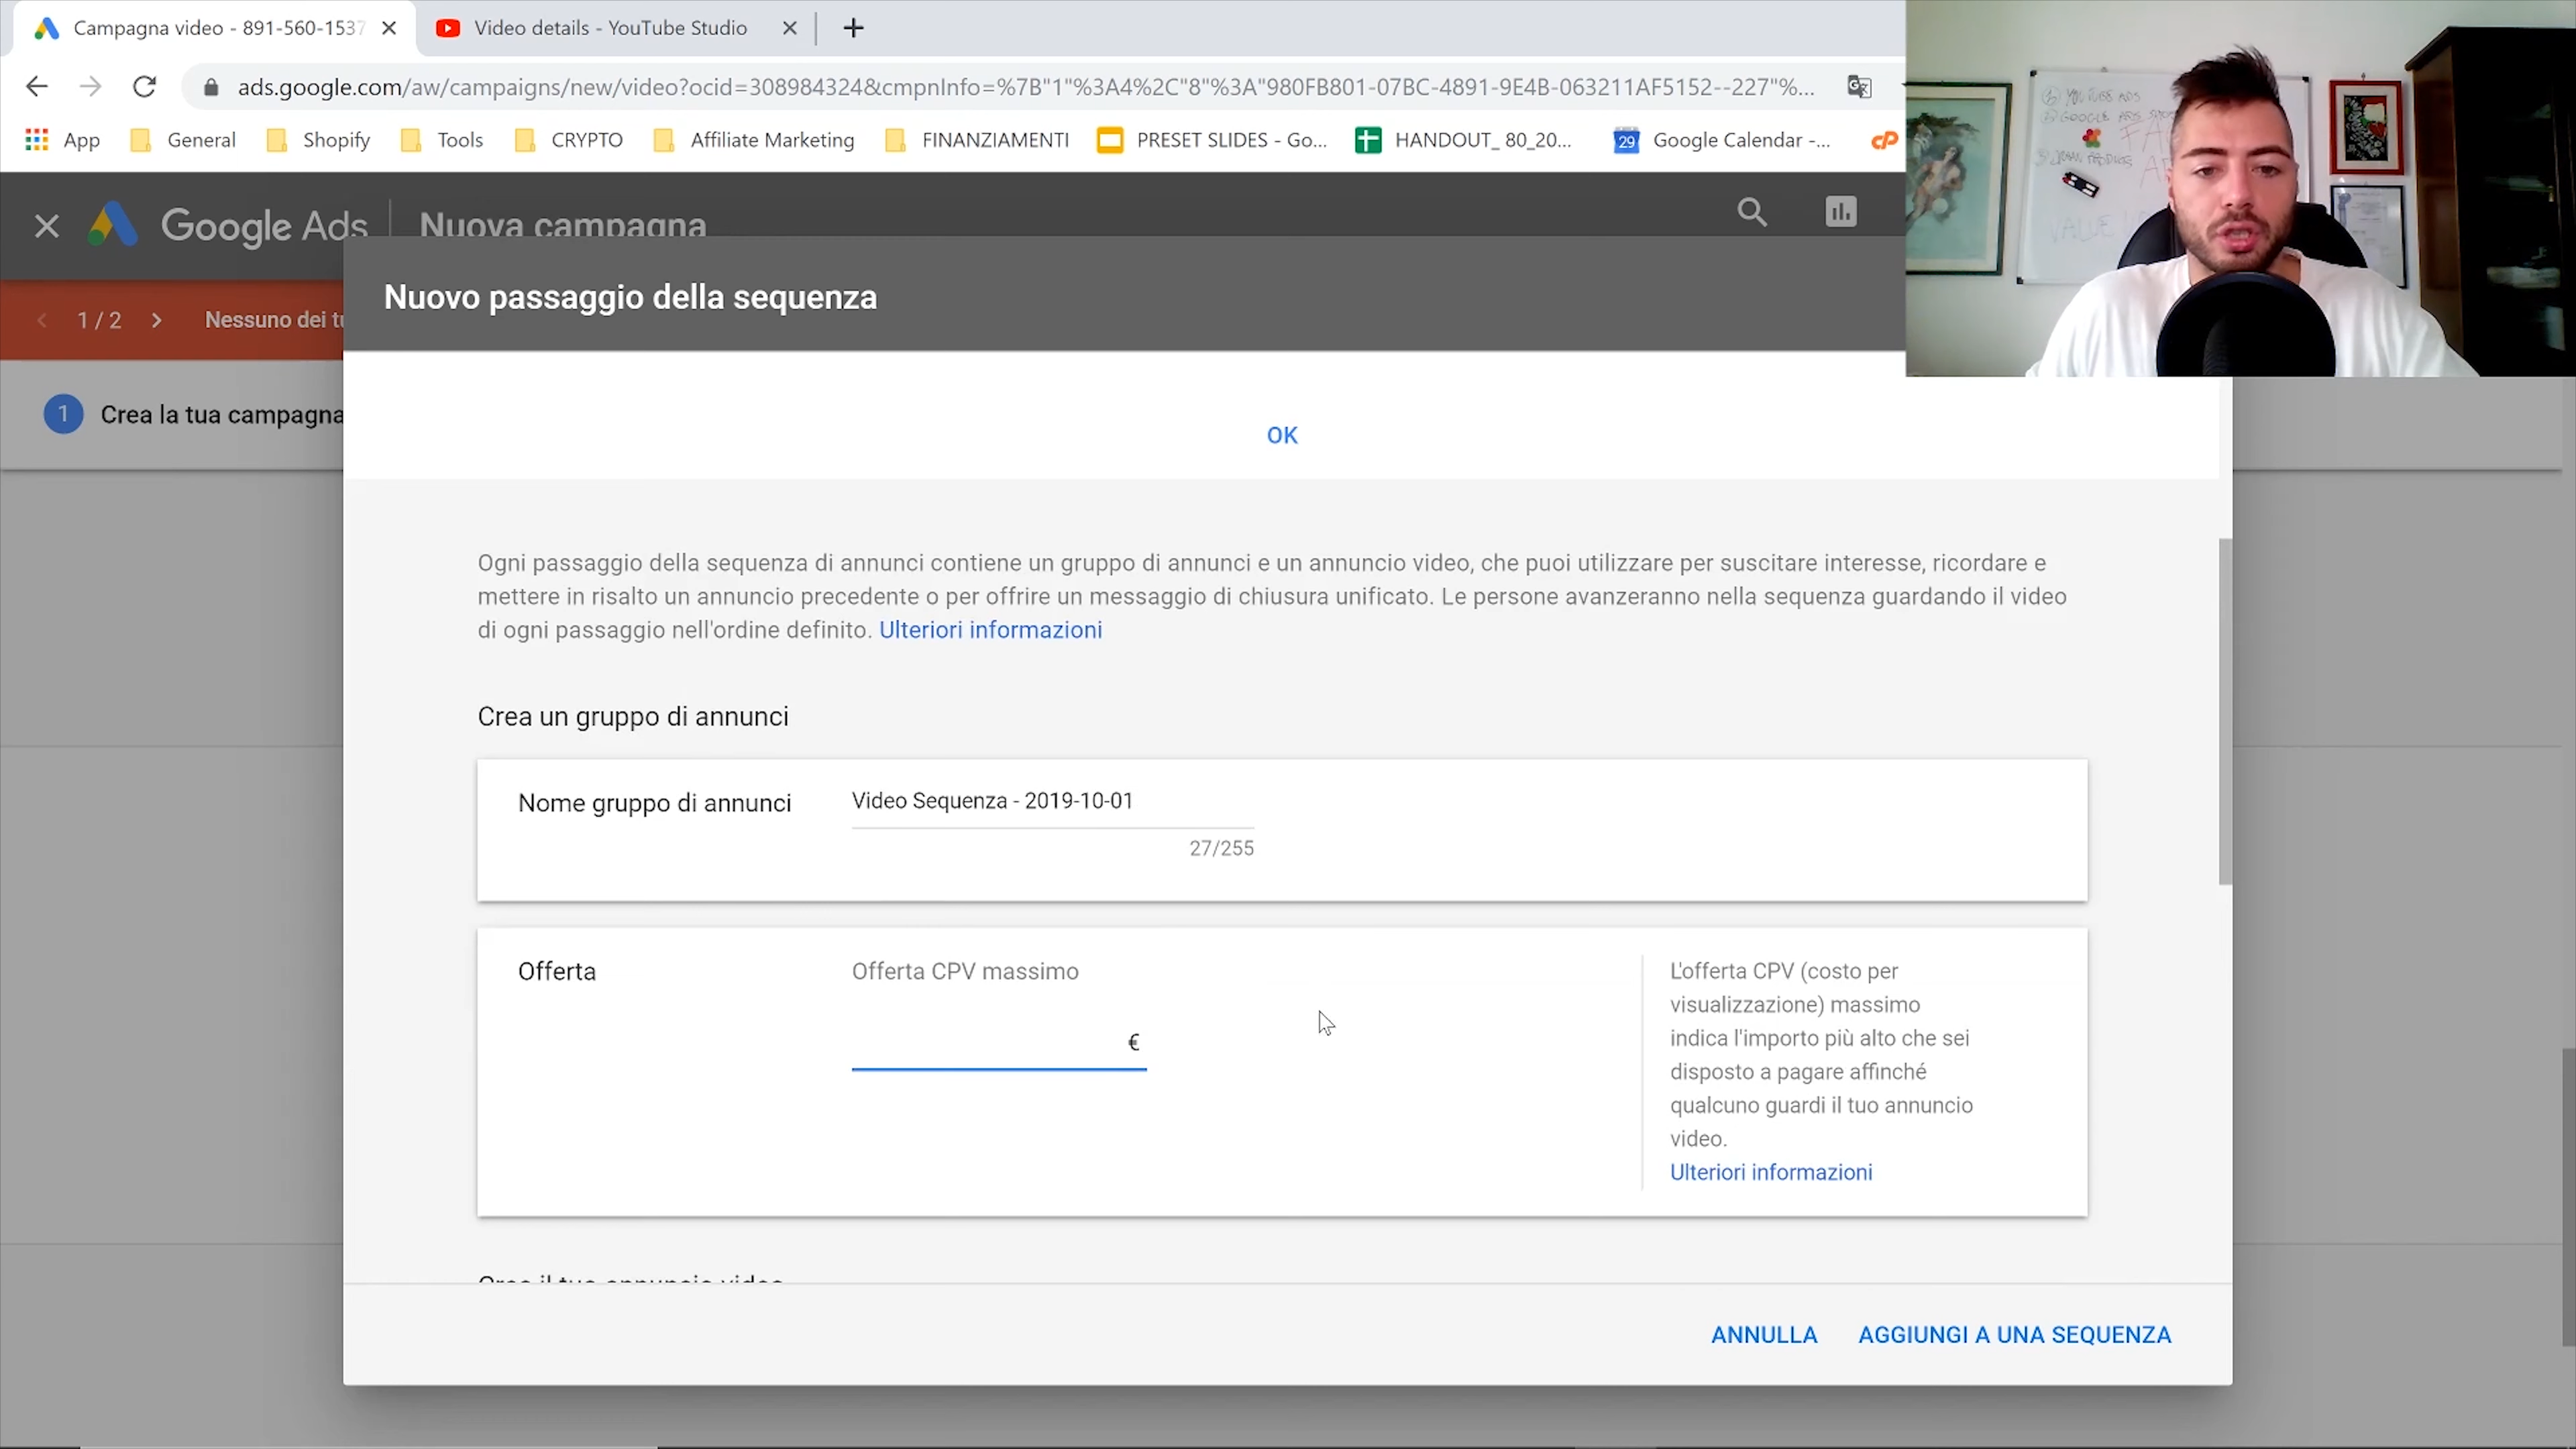 Campagna video - 891-560-1537
Video details - YouTube Studio
ads.google.com/aw/campaigns/new/video?ocid=308984324&cmpnInfo=%7B"1"%3A4%2C"8"%3A"980FB801-07BC-4891-9E4B-063211AF5152--227"%...
App General Shopify Tools CRYPTO Affiliate Marketing FINANZIAMENTI PRESET SLIDES - Go... HANDOUT_ 80_20... 29 Google Calendar -...
Google Ads Nuova campagna
Nuovo passaggio della sequenza
1 / 2 Nessuno dei tu
1 Crea la tua campagna
OK
Ogni passaggio della sequenza di annunci contiene un gruppo di annunci e un annuncio video, che puoi utilizzare per suscitare interesse, ricordare e
mettere in risalto un annuncio precedente o per offrire un messaggio di chiusura unificato. Le persone avanzeranno nella sequenza guardando il video
di ogni passaggio nell'ordine definito. Ulteriori informazioni
Crea un gruppo di annunci
Nome gruppo di annunci
Video Sequenza - 2019-10-01
27/255
Offerta
Offerta CPV massimo
€
L'offerta CPV (costo per
visualizzazione) massimo
indica l'importo più alto che sei
disposto a pagare affinché
qualcuno guardi il tuo annuncio
video.
Ulteriori informazioni
Crea il tuo annuncio video
ANNULLA AGGIUNGI A UNA SEQUENZA